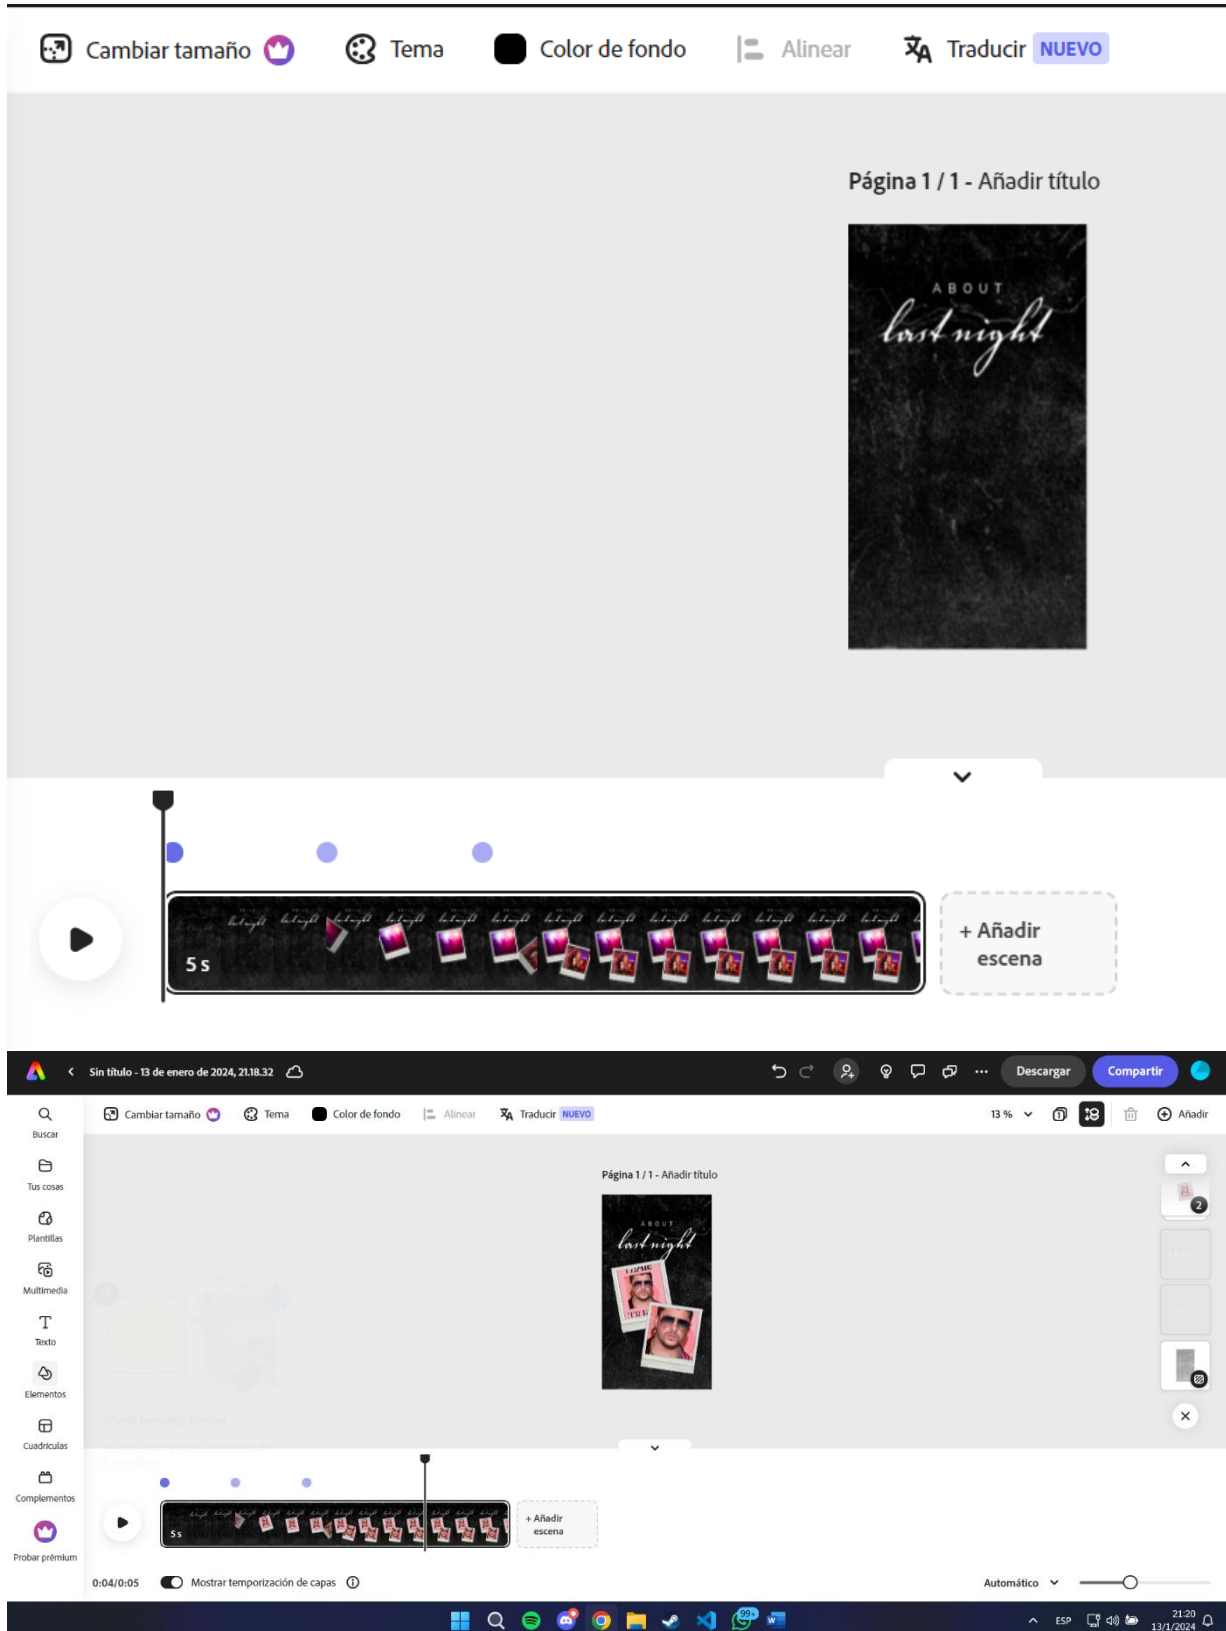 Cambiar tamaño
Tema
Color de fondo
Alinear
Traducir NUEVO
Página 1 / 1 - Añadir título
ABOUT
last night
5 s
+ Añadir
escena
Sin título - 13 de enero de 2024, 21.18.32
Descargar
Compartir
Buscar
Tus cosas
Plantillas
Multimedia
Texto
Elementos
Cuadrículas
Complementos
Probar prémium
Cambiar tamaño
Tema
Color de fondo
Alinear
Traducir NUEVO
13 %
Añadir
Página 1 / 1 - Añadir título
ABOUT
last night
2
5 s
+ Añadir
escena
0:04/0:05
Mostrar temporización de capas
Automático
99+
ESP
21:20
13/1/2024